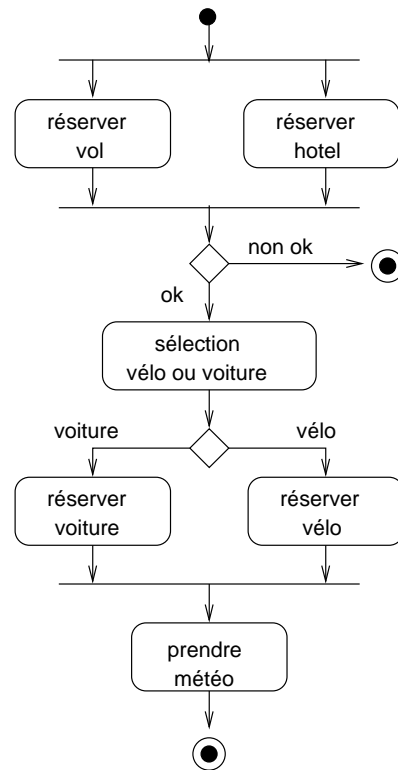 réserver
vol
réserver
hotel
non ok
ok
sélection
vélo ou voiture
voiture
vélo
réserver
voiture
réserver
vélo
prendre
météo